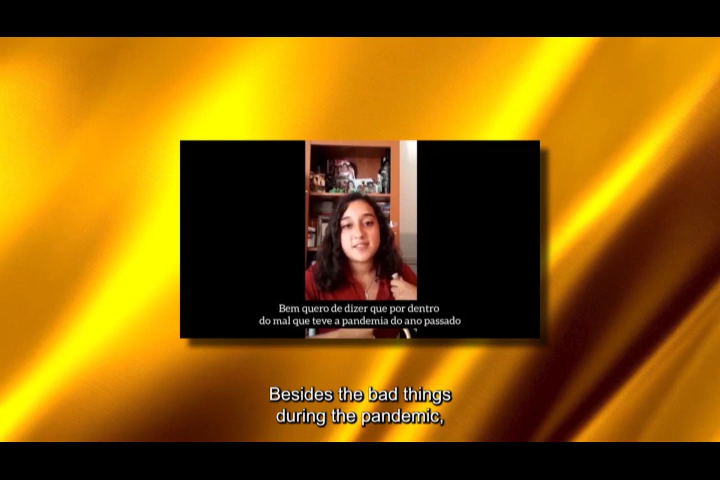 Bem quero de dizer que por dentro
do mal que teve a pandemia do ano passado
Besides the bad things
during the pandemic,